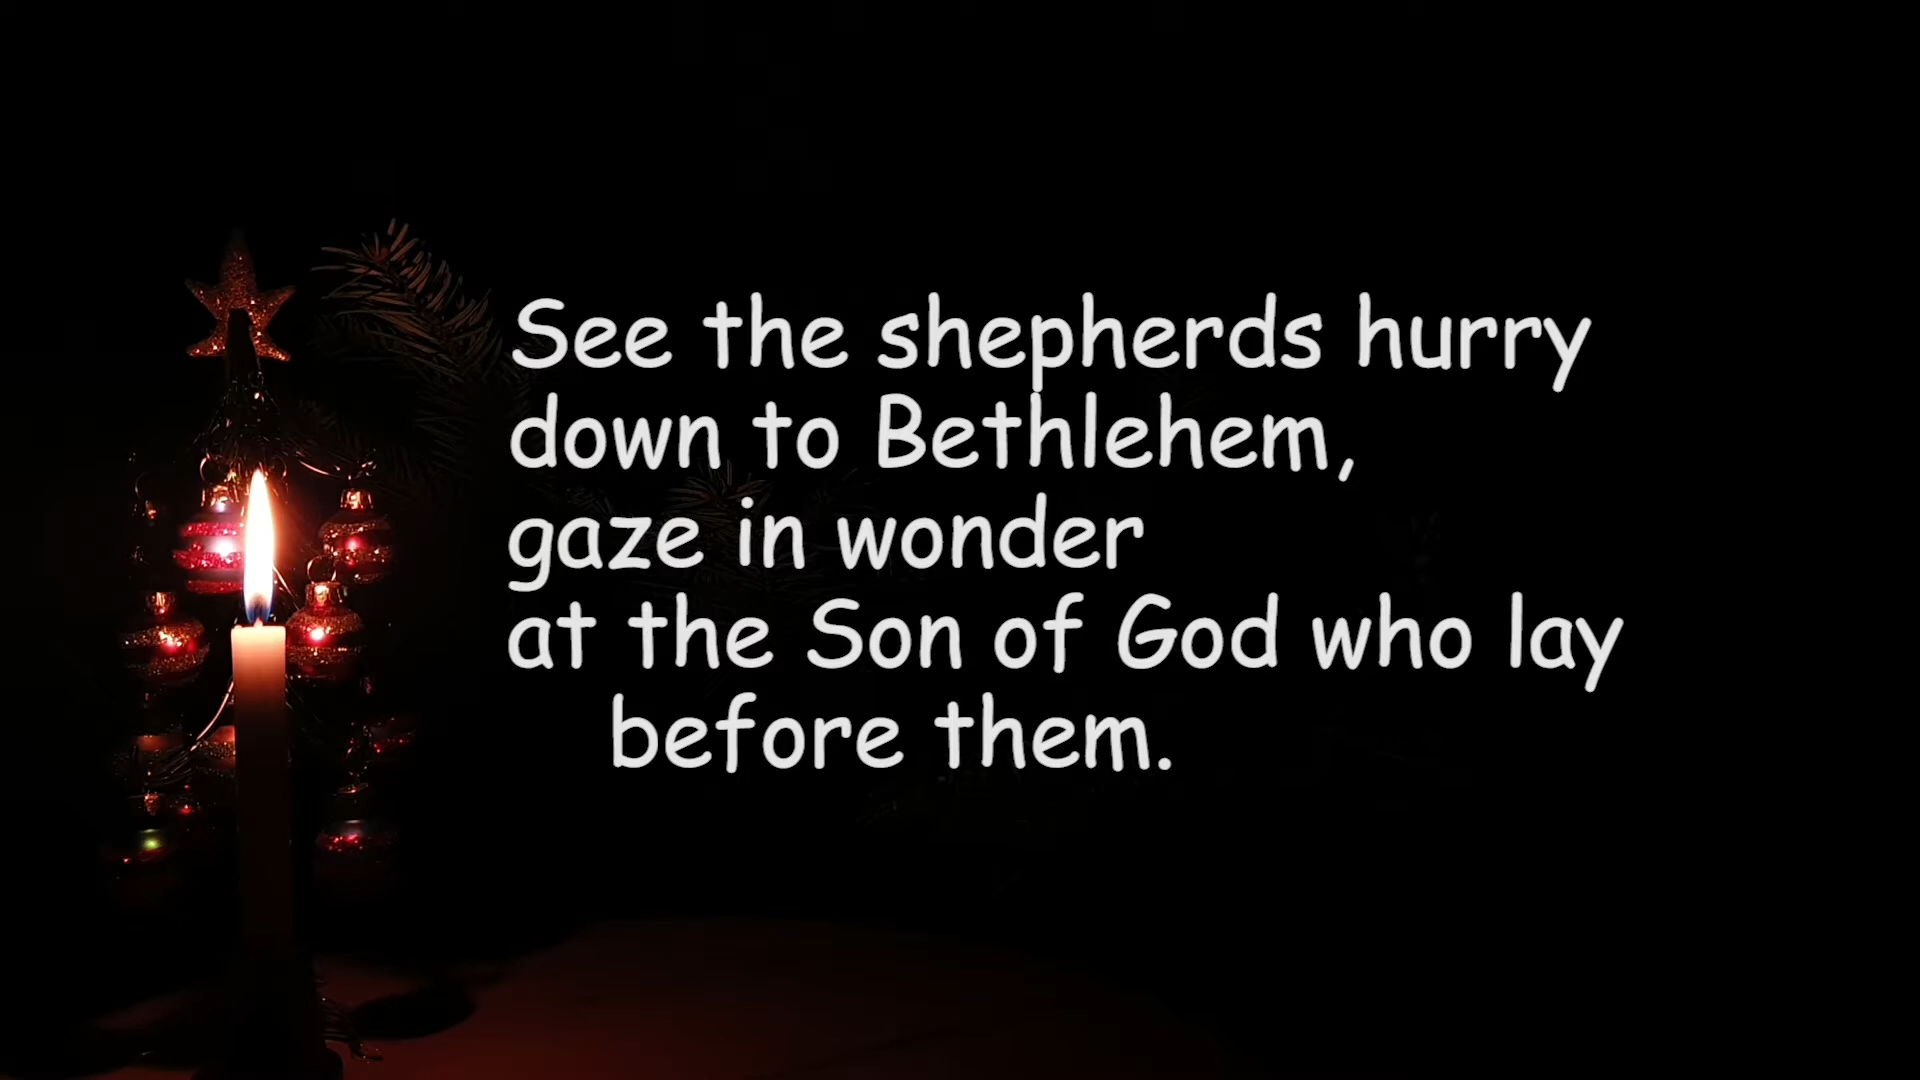 See the shepherds hurry
down to Bethlehem,
gaze in wonder
at the Son of God who lay
before them.